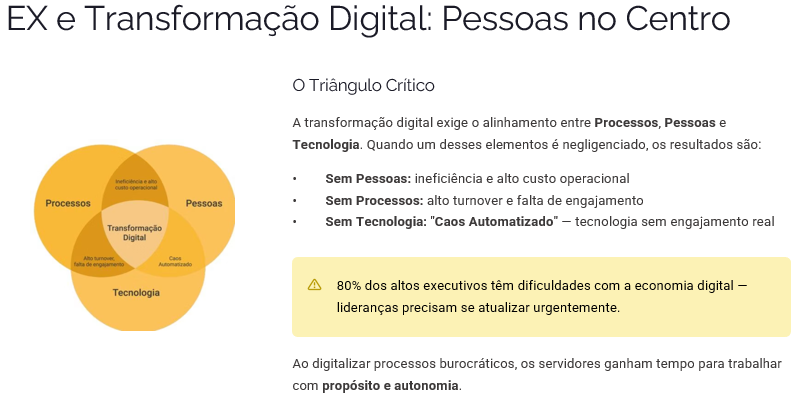 EX e Transformação Digital: Pessoas no Centro
Ineficiência e alto
custo operacional
Processos
Pessoas
Transformação
Digital
Alto turnover,
falta de engajamento
Caos
Automatizado
Tecnologia
O Triângulo Crítico
A transformação digital exige o alinhamento entre Processos, Pessoas e
Tecnologia. Quando um desses elementos é negligenciado, os resultados são:
• Sem Pessoas: ineficiência e alto custo operacional
• Sem Processos: alto turnover e falta de engajamento
• Sem Tecnologia: "Caos Automatizado" — tecnologia sem engajamento real
80% dos altos executivos têm dificuldades com a economia digital —
lideranças precisam se atualizar urgentemente.
Ao digitalizar processos burocráticos, os servidores ganham tempo para trabalhar
com propósito e autonomia.